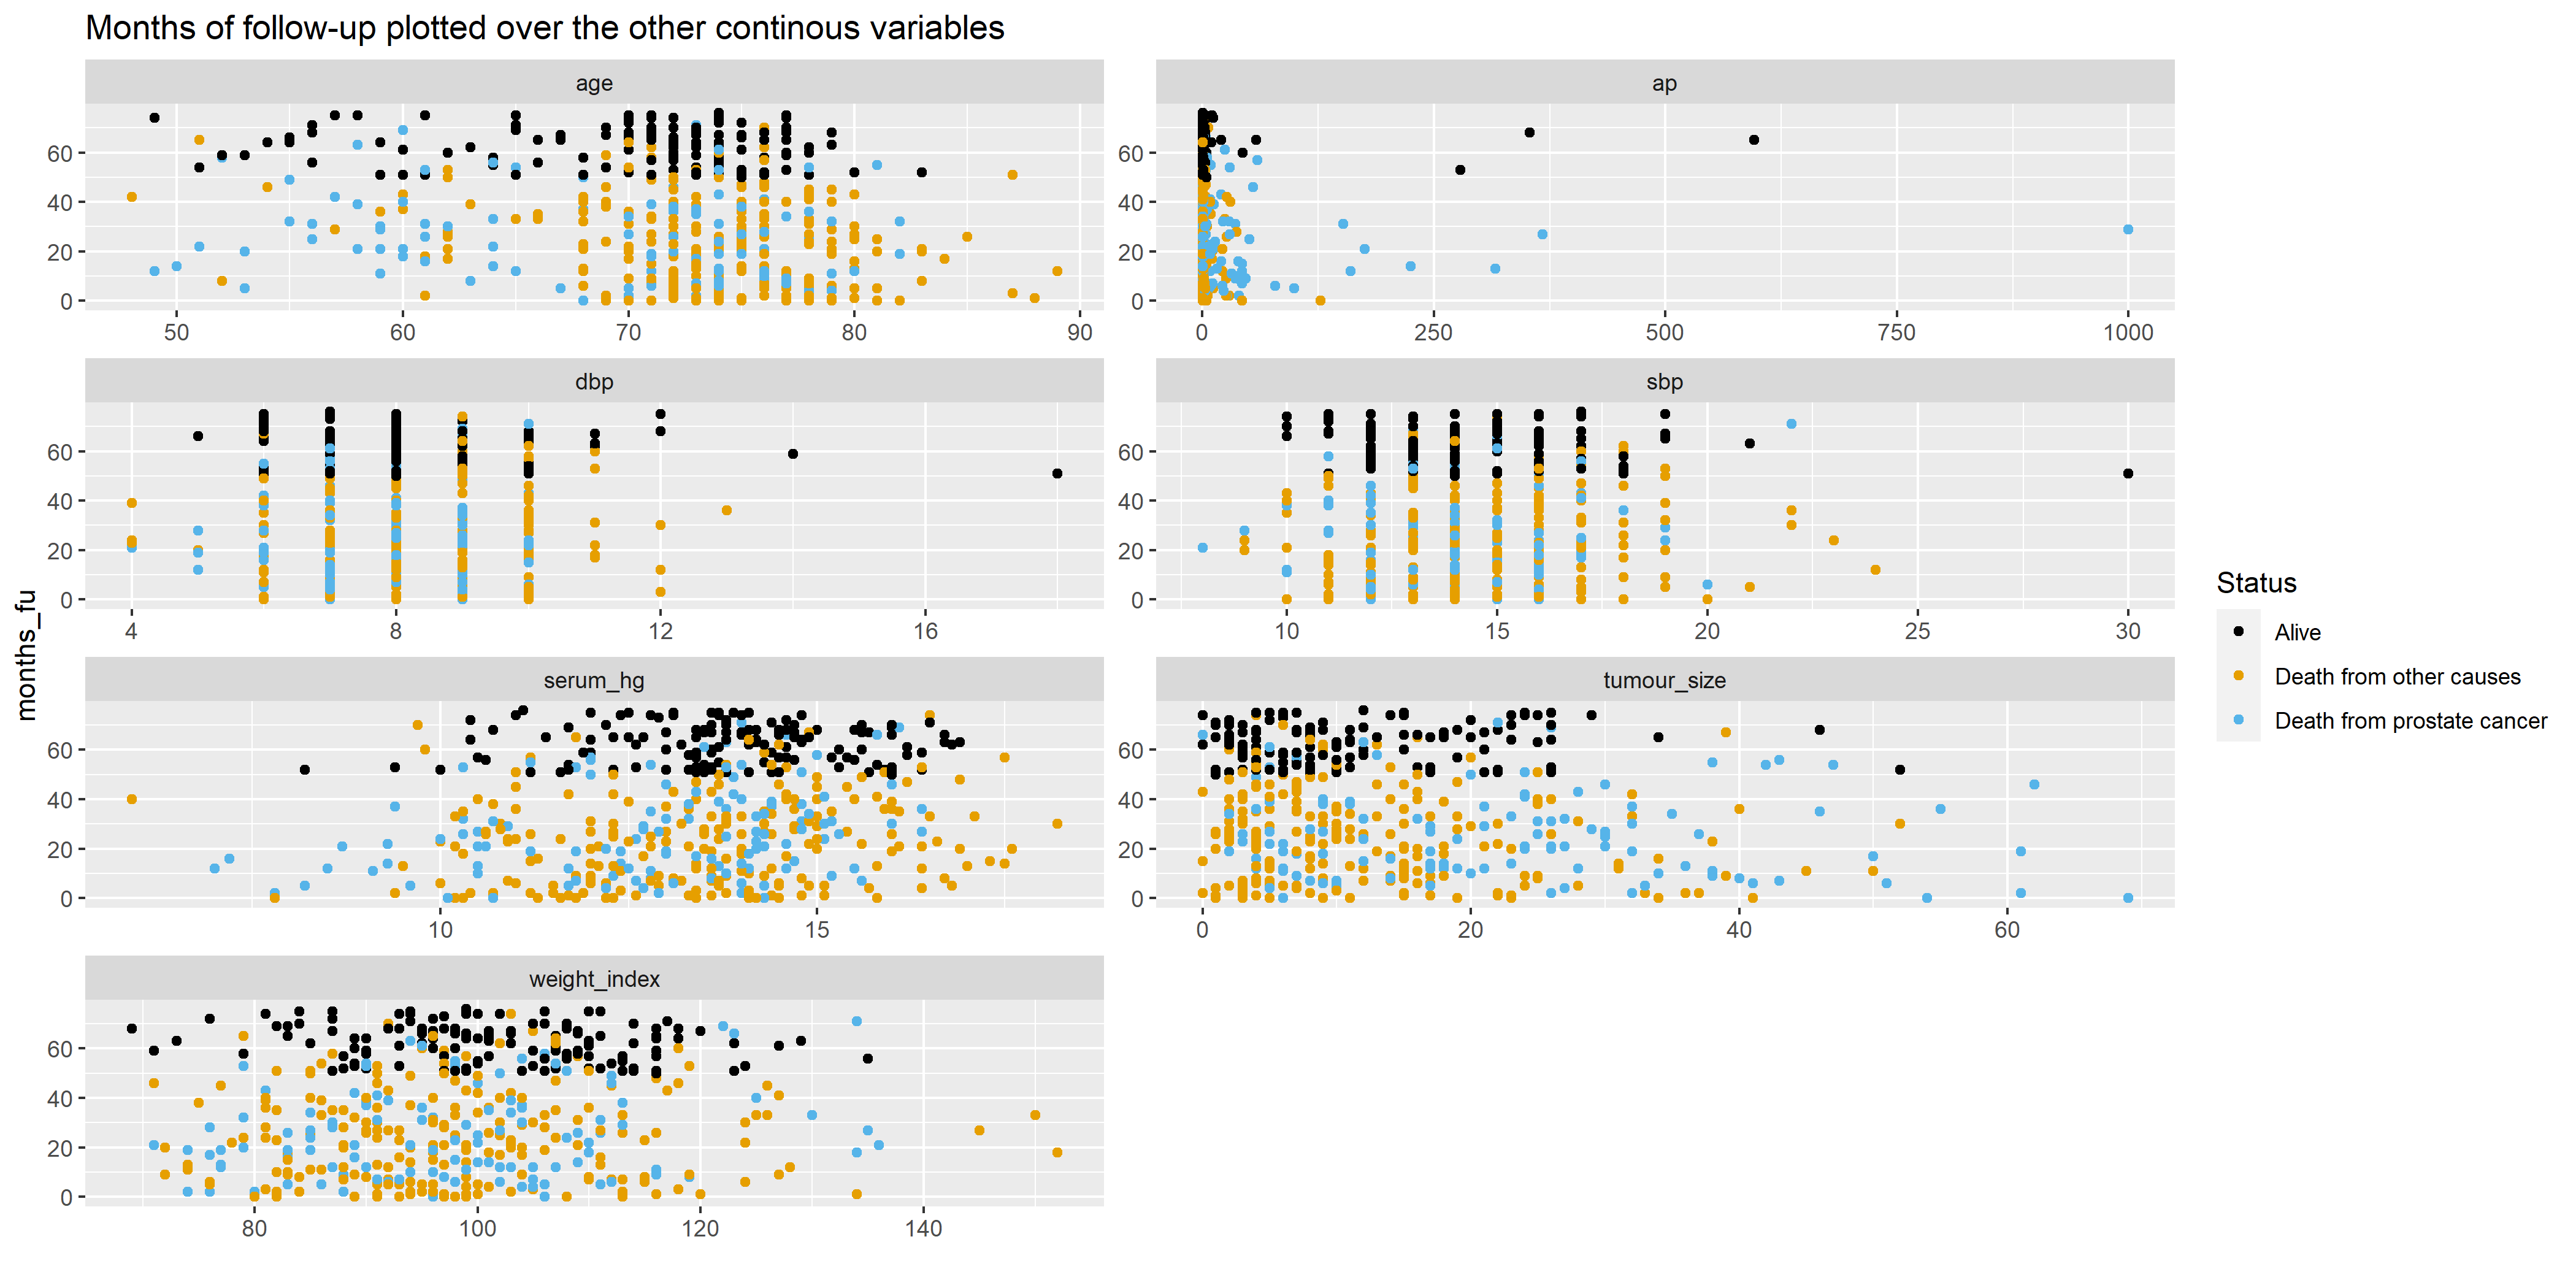 Months of follow-up plotted over the other continous variables
age
ap
60
40
20
0
50 60 70 80 90
60
40
20
0
0 250 500 750 1000
dbp
sbp
60
40
20
0
4 8 12 16
60
40
20
0
10 15 20 25 30
months_fu
serum_hg
tumour_size
60
40
20
0
10 15
60
40
20
0
0 20 40 60
weight_index
60
40
20
0
80 100 120 140
Status
Alive
Death from other causes
Death from prostate cancer